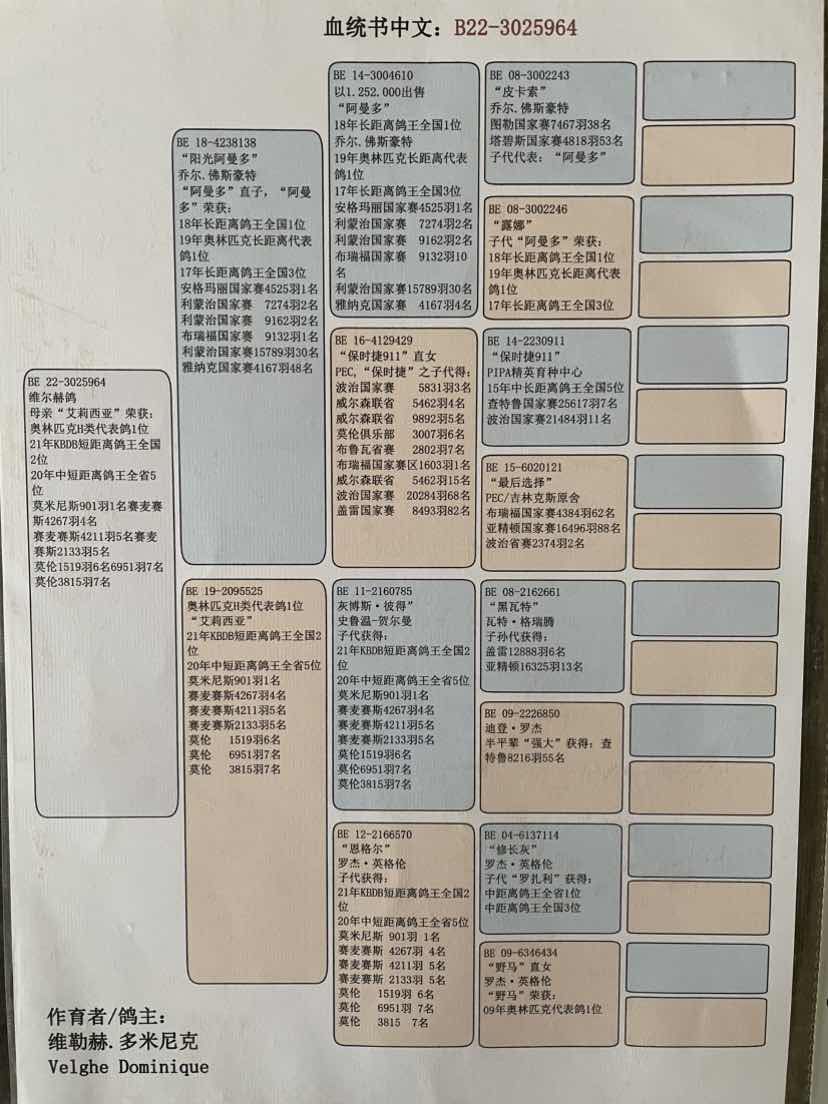 血统书中文：B22-3025964
BE 22-3025964
维尔赫鸽
母亲“艾莉西亚”荣获：
奥林匹克H类代表鸽1位
21年KBDB短距离鸽王全国
2位
20年中短距离鸽王全省5
位
莫米尼斯901羽1名赛麦赛
斯4267羽4名
赛麦赛斯4211羽5名赛麦
赛斯2133羽5名
莫伦1519羽6名6951羽7名
莫伦3815羽7名
BE 18-4238138
“阳光阿曼多”
乔尔.佛斯豪特
“阿曼多”直子，“阿曼
多”荣获：
18年长距离鸽王全国1位
19年奥林匹克长距离代表
鸽1位
17年长距离鸽王全国3位
安格玛丽国家赛4525羽1名
利蒙治国家赛 7274羽2名
利蒙治国家赛 9162羽2名
布瑞福国家赛 9132羽1名
利蒙治国家赛15789羽30名
雅纳克国家赛4167羽48名
BE 19-2095525
奥林匹克H类代表鸽1位
“艾莉西亚”
21年KBDB短距离鸽王全国2
位
20年中短距离鸽王全省5位
莫米尼斯901羽1名
赛麦赛斯4267羽4名
赛麦赛斯4211羽5名
赛麦赛斯2133羽5名
莫伦 1519羽6名
莫伦 6951羽7名
莫伦 3815羽7名
BE 14-3004610
以1.252.000出售
“阿曼多”
18年长距离鸽王全国1位
乔尔.佛斯豪特
19年奥林匹克长距离代表
鸽1位
17年长距离鸽王全国3位
安格玛丽国家赛4525羽1名
利蒙治国家赛 7274羽2名
利蒙治国家赛 9162羽2名
布瑞福国家赛 9132羽10
名
利蒙治国家赛15789羽30名
雅纳克国家赛 4167羽4名
BE 16-4129429
“保时捷911”直女
PEC,“保时捷”之子代得：
波治国家赛 5831羽3名
威尔森联省 5462羽4名
威尔森联省 9892羽5名
莫伦俱乐部 3007羽6名
布鲁瓦省赛 2802羽7名
布瑞福国家赛区1603羽1名
威尔森联省 5462羽15名
波治国家赛 20284羽68名
盖雷国家赛 8493羽82名
BE 11-2160785
灰博斯·彼得”
史鲁温-贺尔曼
子代获得：
21年KBDB短距离鸽王全国2
位
20年中短距离鸽王全省5位
莫米尼斯901羽1名
赛麦赛斯4267羽4名
赛麦赛斯4211羽5名
赛麦赛斯2133羽5名
莫伦1519羽6名
莫伦6951羽7名
莫伦3815羽7名
BE 12-2166570
“恩格尔”
罗杰·英格伦
子代获得：
21年KBDB短距离鸽王全国2
位
20年中短距离鸽王全省5位
莫米尼斯 901羽 1名
赛麦赛斯 4267羽 4名
赛麦赛斯 4211羽 5名
赛麦赛斯 2133羽 5名
莫伦 1519羽 6名
莫伦 6951羽 7名
莫伦 3815 7名
BE 08-3002243
“皮卡索”
乔尔.佛斯豪特
图勒国家赛7467羽38名
塔碧斯国家赛4818羽53名
子代代表：“阿曼多”
BE 08-3002246
“露娜”
子代“阿曼多”荣获：
18年长距离鸽王全国1位
19年奥林匹克长距离代表
鸽1位
17年长距离鸽王全国3位
BE 14-2230911
“保时捷911”
PIPA精英育种中心
15年中长距离鸽王全国5位
查特鲁国家赛25617羽7名
波治国家赛21484羽11名
BE 15-6020121
“最后选择”
PEC/吉林克斯原舍
布瑞福国家赛4384羽62名
亚精顿国家赛16496羽88名
波治省赛2374羽2名
BE 08-2162661
“黑瓦特”
瓦特·格瑞腾
子孙代获得：
盖雷12888羽6名
亚精顿16325羽13名
BE 09-2226850
迪登·罗杰
半平辈“强大”获得：查
特鲁8216羽55名
BE 04-6137114
“修长灰”
罗杰·英格伦
子代“罗扎利”获得：
中距离鸽王全省1位
中距离鸽王全国3位
BE 09-6346434
“野马”直女
罗杰·英格伦
“野马”荣获：
09年奥林匹克代表鸽1位
作育者/鸽主：
维勒赫.多米尼克
Velghe Dominique